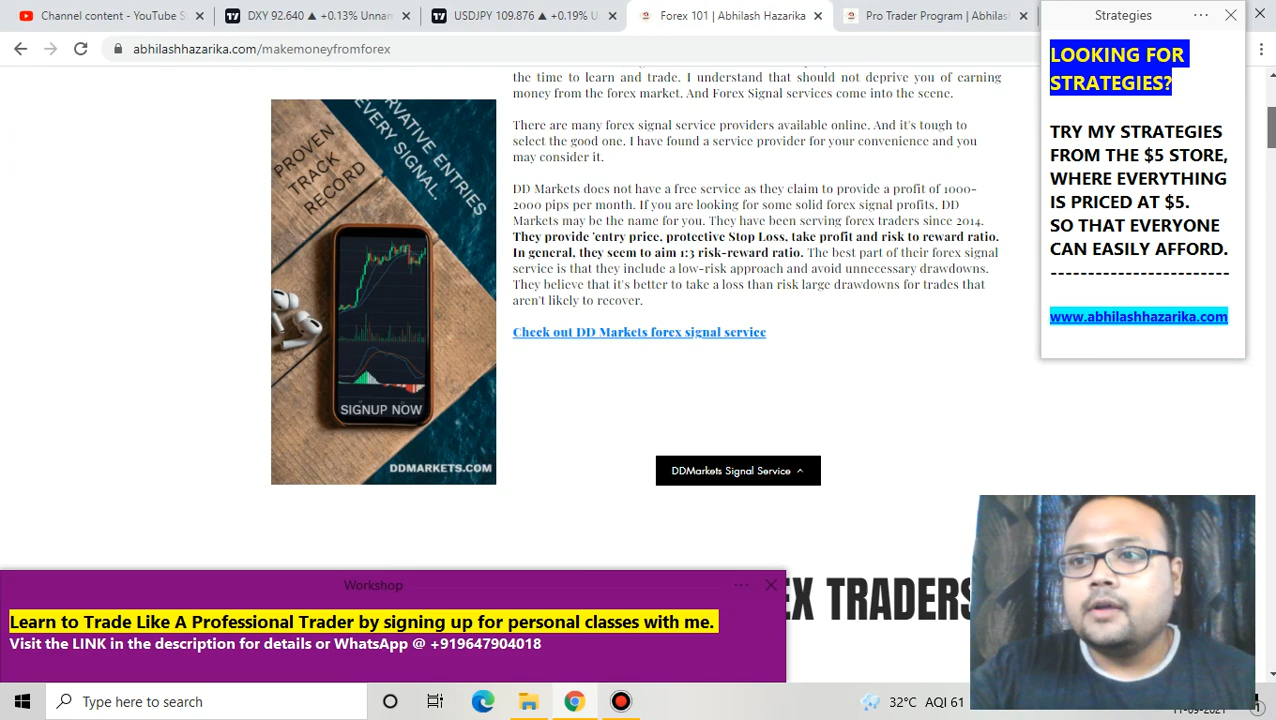 Channel content - YouTube Studio
DXY 92.640 ▲ +0.13% Unnam
USDJPY 109.876 ▲ +0.19% U
Forex 101 | Abhilash Hazarika
Pro Trader Program | Abhilas
abhilashhazarika.com/makemoneyfromforex
the time to learn and trade. I understand that should not deprive you of earning
money from the forex market. And Forex Signal services come into the scene.
There are many forex signal service providers available online. And it's tough to
select the good one. I have found a service provider for your convenience and you
may consider it.
DD Markets does not have a free service as they claim to provide a profit of 1000-
2000 pips per month. If you are looking for some solid forex signal profits. DD
Markets may be the name for you. They have been serving forex traders since 2014.
They provide 'entry price, protective Stop Loss, take profit and risk to reward ratio.
In general, they seem to aim 1:3 risk-reward ratio. The best part of their forex signal
service is that they include a low-risk approach and avoid unnecessary drawdowns.
They believe that it's better to take a loss than risk large drawdowns for trades that
aren't likely to recover.
Check out DD Markets forex signal service
PROVEN
TRACK
RECORD
RVATIVE ENTRIES
EVERY SIGNAL.
SIGNUP NOW
DDMARKETS.COM
DDMarkets Signal Service
EX TRADERS
Strategies
LOOKING FOR
STRATEGIES?
TRY MY STRATEGIES
FROM THE $5 STORE,
WHERE EVERYTHING
IS PRICED AT $5.
SO THAT EVERYONE
CAN EASILY AFFORD.
-------------------------
www.abhilashhazarika.com
Workshop
Learn to Trade Like A Professional Trader by signing up for personal classes with me.
Visit the LINK in the description for details or WhatsApp @ +919647904018
Type here to search
32°C AQI 61